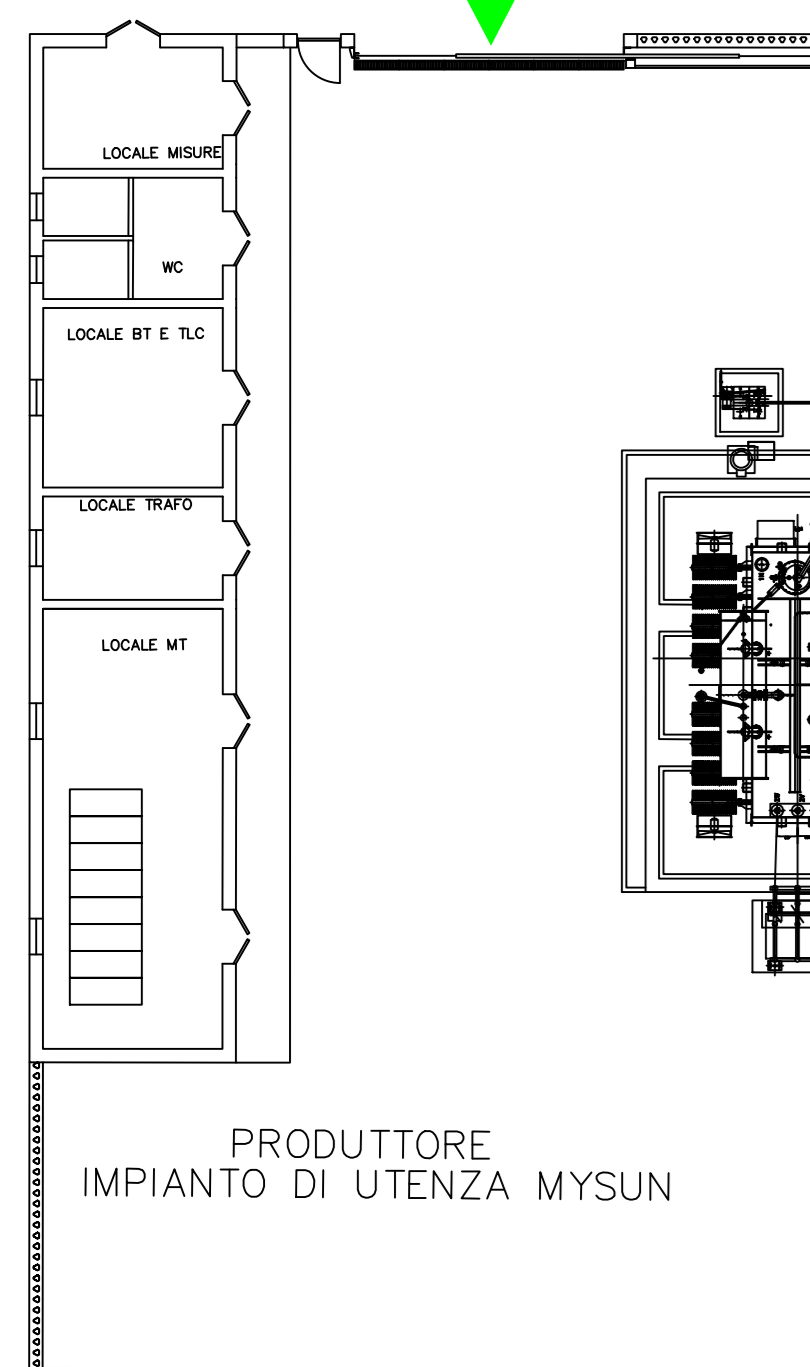 LOCALE MISURE
WC
LOCALE BT E TLC
LOCALE TRAFO
LOCALE MT
PRODUTTORE
IMPIANTO DI UTENZA MYSUN